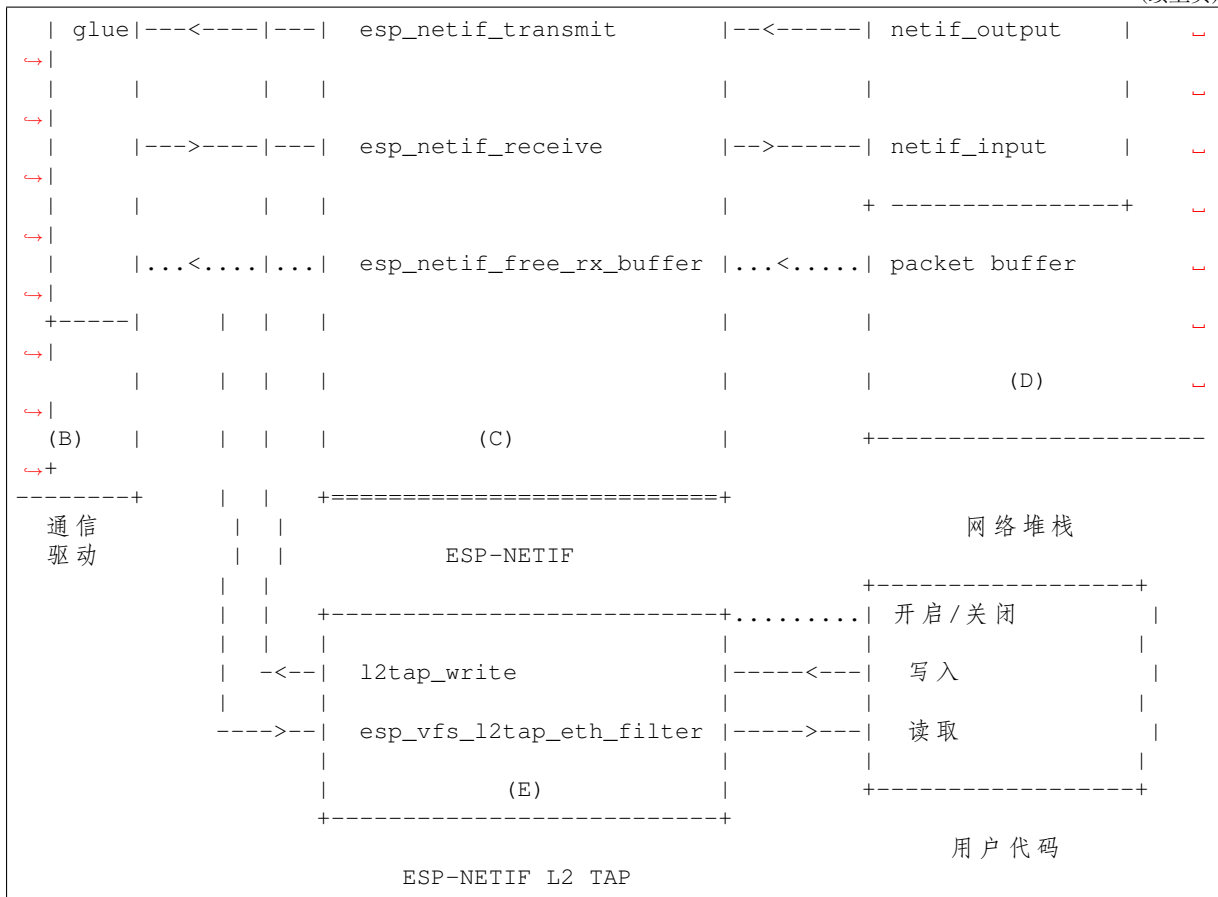 | glue|---<----|---|  esp_netif_transmit       |--<------| netif_output     |     ␣
↪|
|     |        |   |                           |         |                 |     ␣
↪|
|     |--->----|---|  esp_netif_receive        |-->------| netif_input     |     ␣
↪|
|     |        |   |                           |         + ----------------+     ␣
↪|
|     |...<....|...|  esp_netif_free_rx_buffer |...<.....| packet buffer         ␣
↪|
+-----|     |  |   |                           |         |                       ␣
↪|
      |     |  |   |                           |         |         (D)           ␣
↪|
(B)   |     |  |   |          (C)              |         +-----------------------
↪+
--------+     |  |   +===========================+
通信         |  |                                               网络堆栈
驱动         |  |           ESP-NETIF
            |  |                                         +------------------+
            |  |   +---------------------------+.........| 开启/关闭         |
            |  |   |                           |         |                  |
            |  -<--|  l2tap_write              |-----<---|  写入             |
            |      |                           |         |                  |
            ---->--|  esp_vfs_l2tap_eth_filter |----->---|  读取             |
                   |                           |         |                  |
                   |            (E)            |         +------------------+
                   +---------------------------+
                                                              用户代码
                        ESP-NETIF L2 TAP